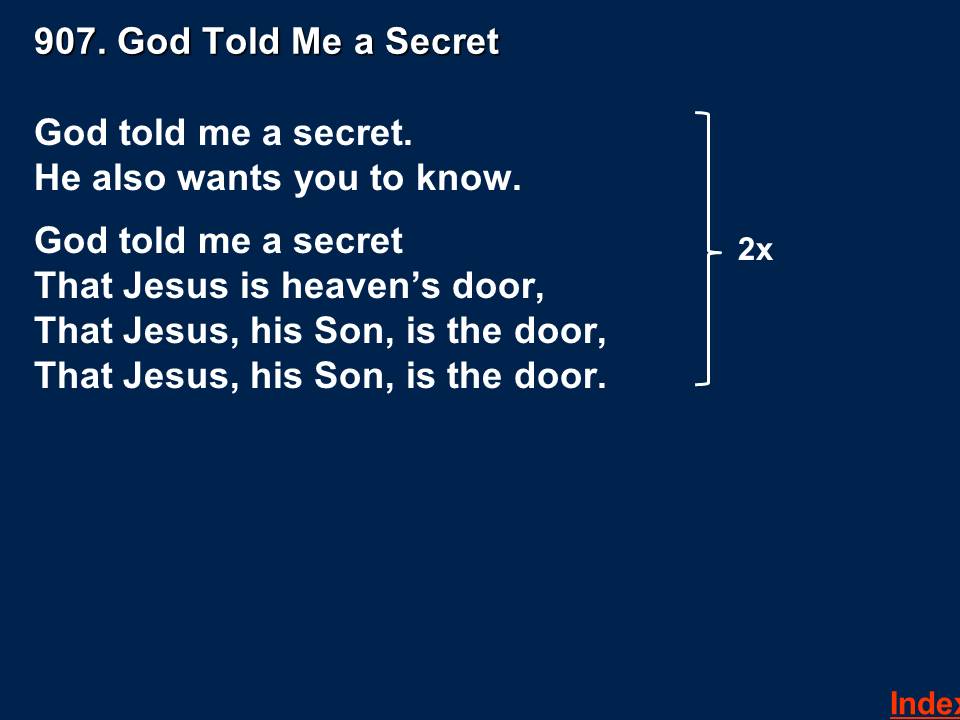 907. God Told Me a Secret
God told me a secret.
He also wants you to know.
God told me a secret
That Jesus is heaven’s door,
That Jesus, his Son, is the door,
That Jesus, his Son, is the door.
2x
Index